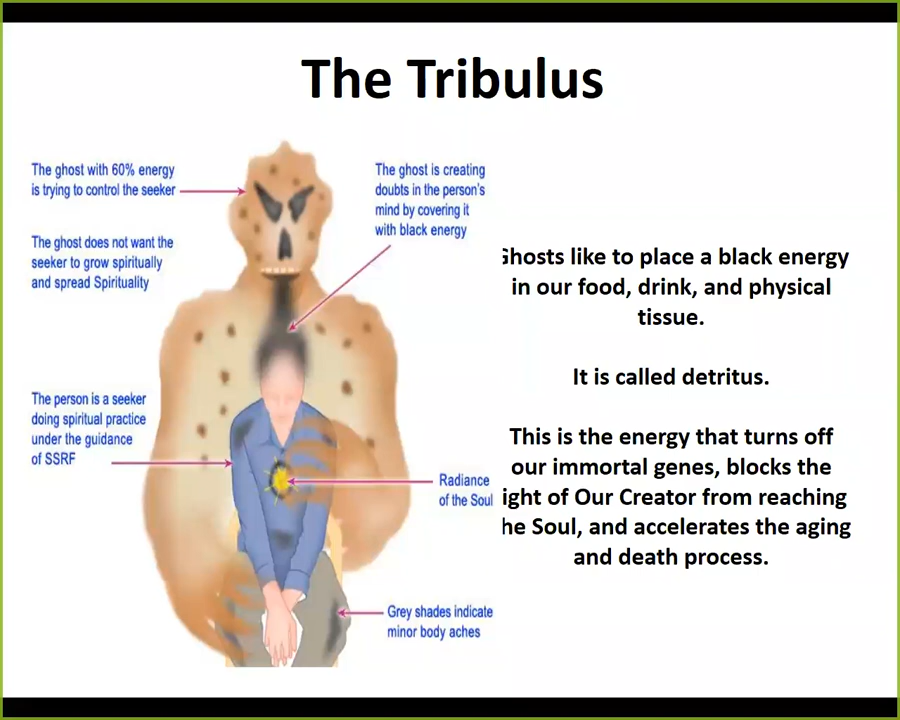 The Tribulus
The ghost with 60% energy
is trying to control the seeker
The ghost does not want the
seeker to grow spiritually
and spread Spirituality
The ghost is creating
doubts in the person's
mind by covering it
with black energy
The person is a seeker
doing spiritual practice
under the guidance
of SSRF
Radiance
of the Soul
Grey shades indicate
minor body aches
Ghosts like to place a black energy
in our food, drink, and physical
tissue.
It is called detritus.
This is the energy that turns off
our immortal genes, blocks the
ight of Our Creator from reaching
he Soul, and accelerates the aging
and death process.